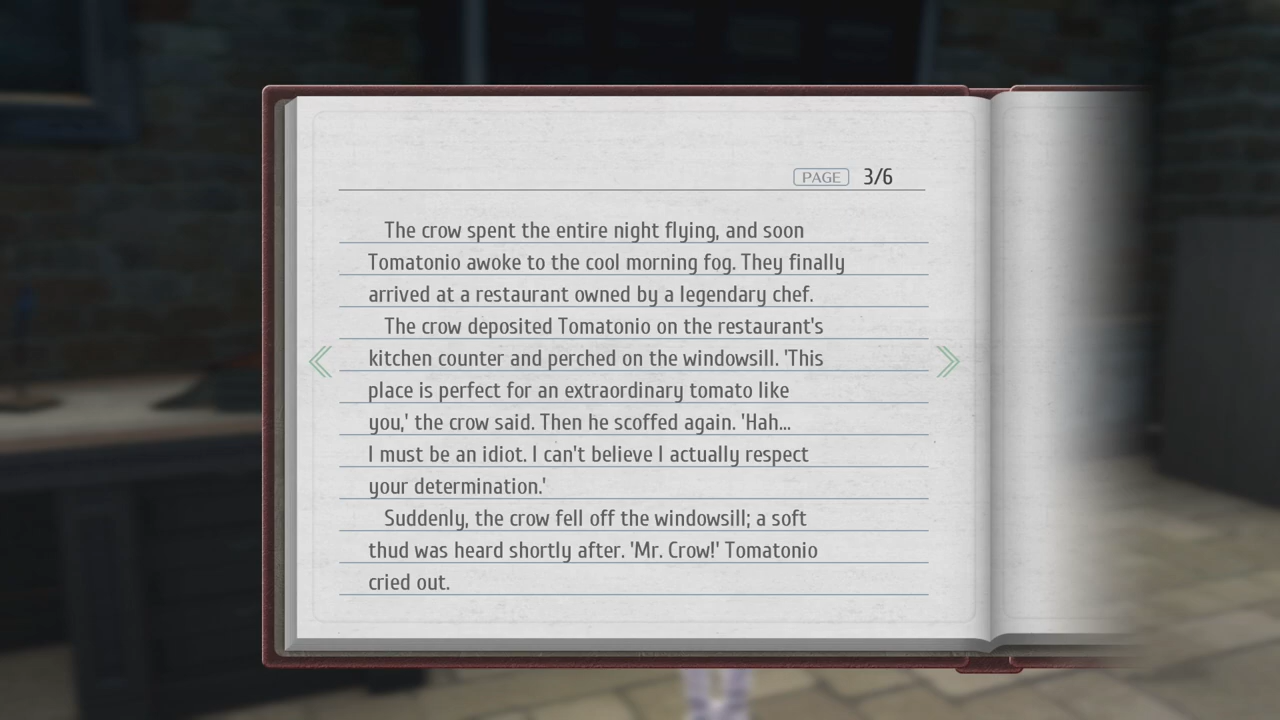 PAGE 3/6
The crow spent the entire night flying, and soon
Tomatonio awoke to the cool morning fog. They finally
arrived at a restaurant owned by a legendary chef.
The crow deposited Tomatonio on the restaurant's
kitchen counter and perched on the windowsill. 'This
place is perfect for an extraordinary tomato like
you,' the crow said. Then he scoffed again. 'Hah...
I must be an idiot. I can't believe I actually respect
your determination.'
Suddenly, the crow fell off the windowsill; a soft
thud was heard shortly after. 'Mr. Crow!' Tomatonio
cried out.